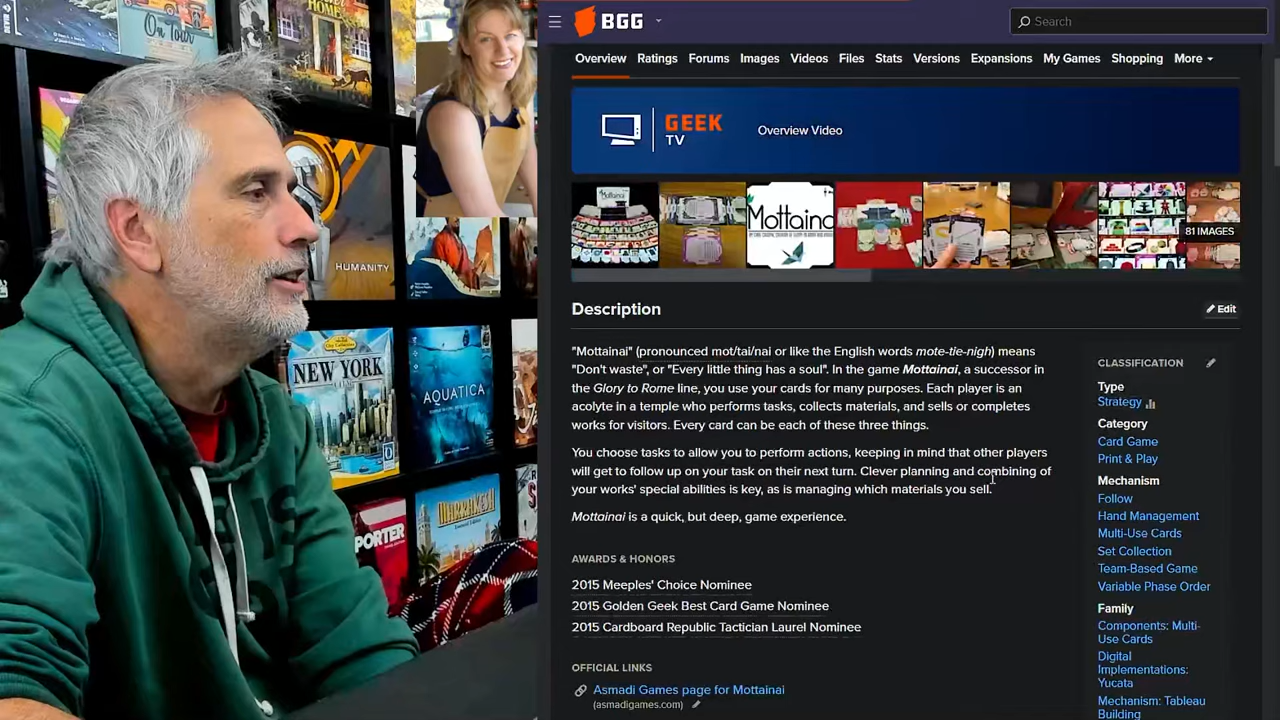 On Tour
HOME
HUMANITY
NEW YORK
AQUATICA
PORTER
MARRAKESH
BGG
Search
Overview Ratings Forums Images Videos Files Stats Versions Expansions My Games Shopping More
GEEK
TV
Overview Video
Mottainai
81 IMAGES
Description
Edit
"Mottainai" (pronounced mot/tai/nai or like the English words mote-tie-nigh) means
"Don't waste", or "Every little thing has a soul". In the game Mottainai, a successor in
the Glory to Rome line, you use your cards for many purposes. Each player is an
acolyte in a temple who performs tasks, collects materials, and sells or completes
works for visitors. Every card can be each of these three things.
You choose tasks to allow you to perform actions, keeping in mind that other players
will get to follow up on your task on their next turn. Clever planning and combining of
your works' special abilities is key, as is managing which materials you sell.
Mottainai is a quick, but deep, game experience.
AWARDS & HONORS
2015 Meeples' Choice Nominee
2015 Golden Geek Best Card Game Nominee
2015 Cardboard Republic Tactician Laurel Nominee
OFFICIAL LINKS
Asmadi Games page for Mottainai
(asmadigames.com)
CLASSIFICATION
Type
Strategy
Category
Card Game
Print & Play
Mechanism
Follow
Hand Management
Multi-Use Cards
Set Collection
Team-Based Game
Variable Phase Order
Family
Components: Multi-
Use Cards
Digital
Implementations:
Yucata
Mechanism: Tableau
Building